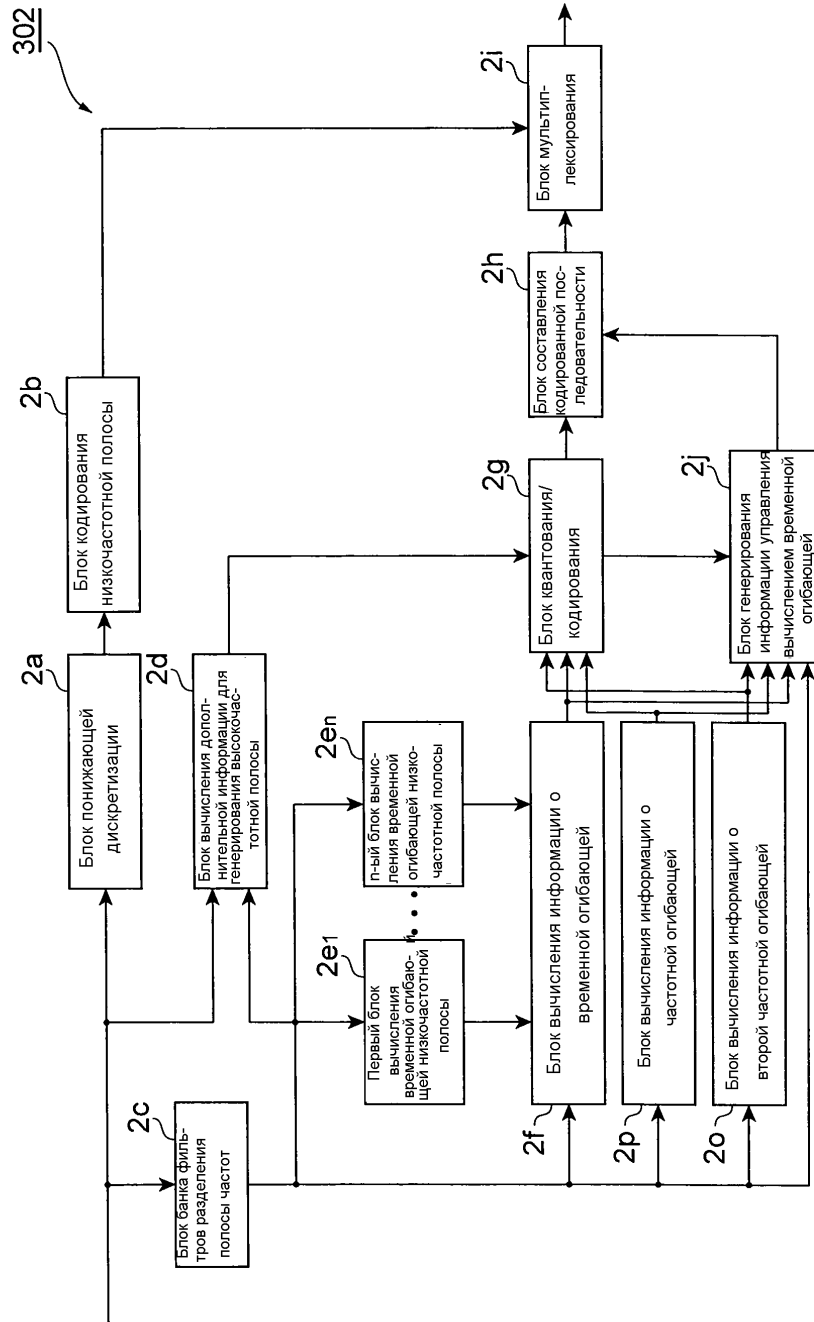 302
2a
Блок понижающей
дискретизации
2b
Блок кодирования
низкочастотной полосы
2c
Блок банка филь-
тров разделения
полосы частот
2d
Блок вычисления допол-
нительной информации для
генерирования высокочас-
тотной полосы
2e1
Первый блок
вычисления
временной огибаю-
щей низкочастотной
полосы
2en
n-ый блок вычис-
ления временной
огибающей низко-
частотной полосы
2f
Блок вычисления информации о
временной огибающей
2p
Блок вычисления информации о
частотной огибающей
2o
Блок вычисления информации о
второй частотной огибающей
2g
Блок квантования/
кодирования
2j
Блок генерирования
информации управления
вычислением временной
огибающей
2h
Блок составления
кодированной пос-
ледовательности
2i
Блок мультип-
лексирования